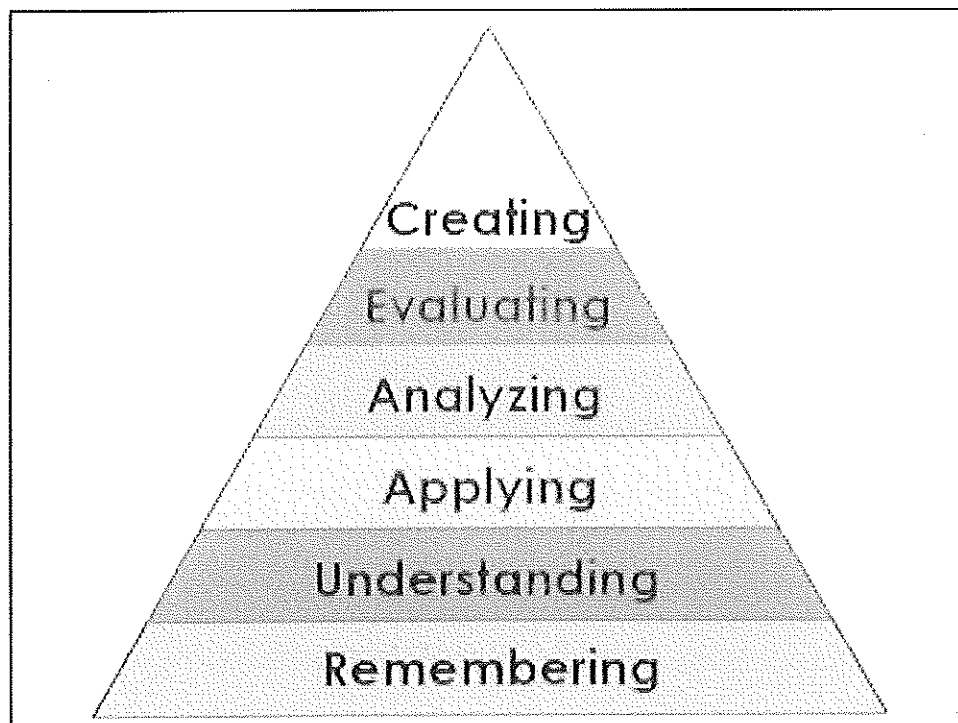 Creating
Evaluating
Analyzing
Applying
Understanding
Remembering